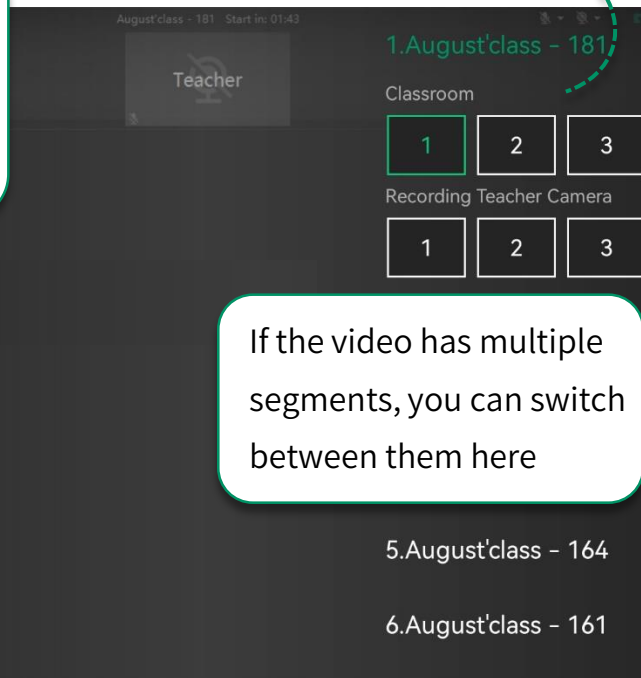 August'class - 181 Start in: 01:43
1.August'class - 181
Teacher
Classroom
1 2 3
Recording Teacher Camera
1 2 3
If the video has multiple
segments, you can switch
between them here
5.August'class - 164
6.August'class - 161